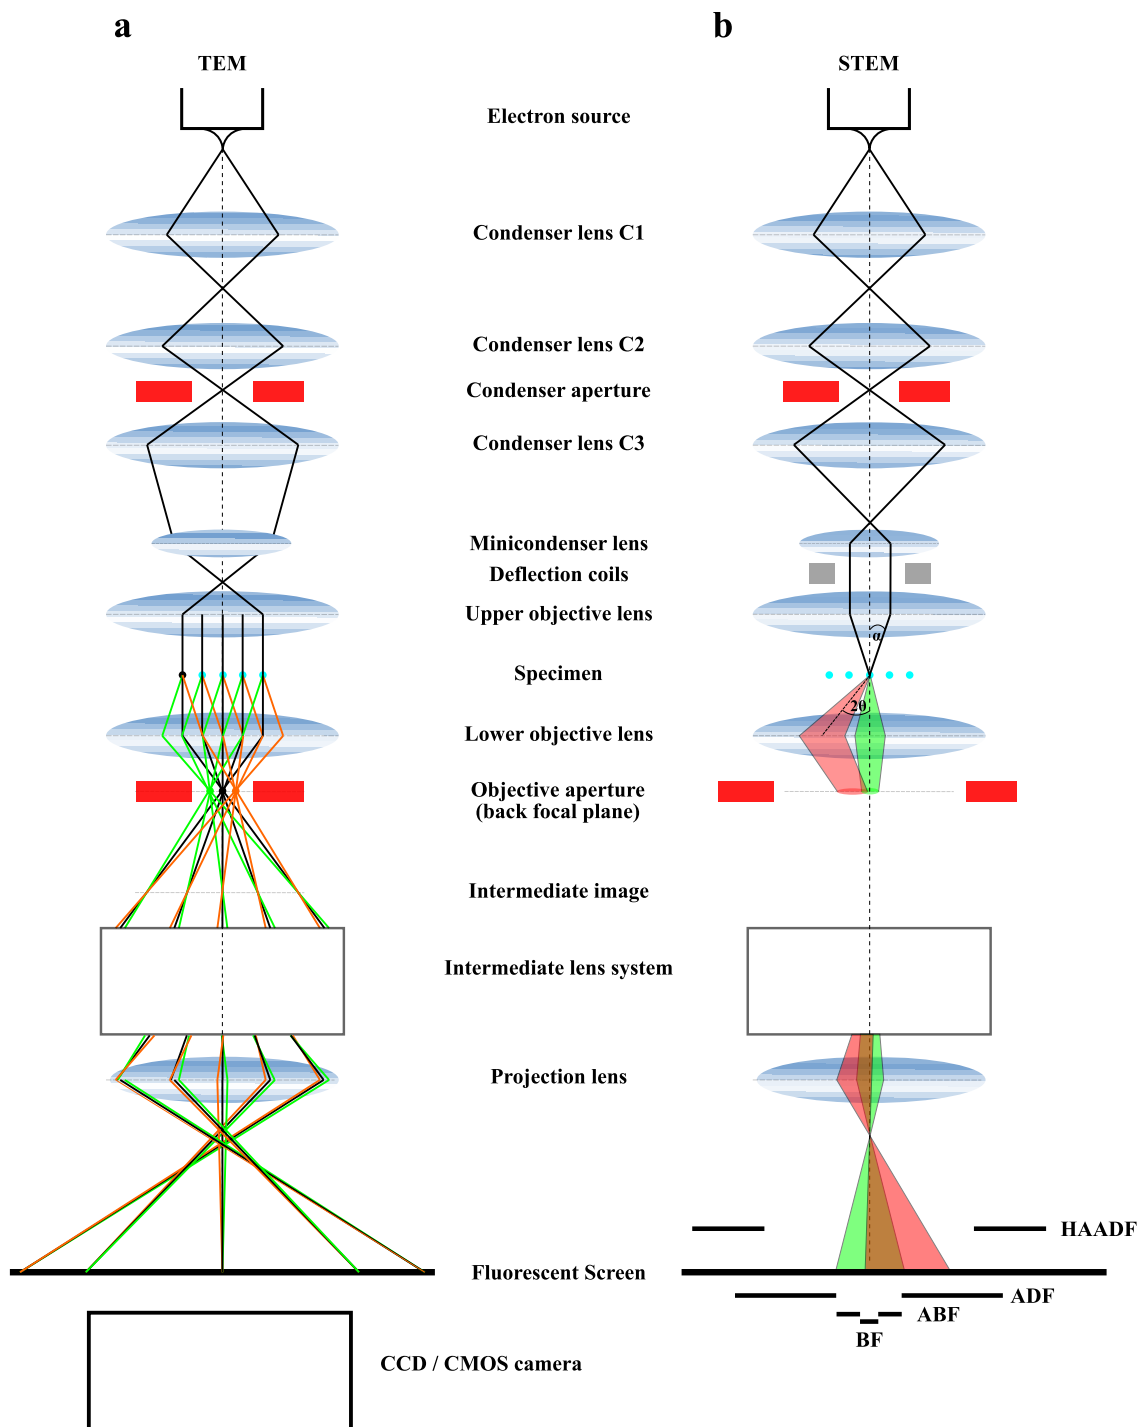 a
b
TEM
STEM
Electron source
Condenser lens C1
Condenser lens C2
Condenser aperture
Condenser lens C3
Minicondenser lens
Deflection coils
Upper objective lens
α
Specimen
2θ
Lower objective lens
Objective aperture
(back focal plane)
Intermediate image
Intermediate lens system
Projection lens
HAADF
Fluorescent Screen
ADF
ABF
BF
CCD / CMOS camera